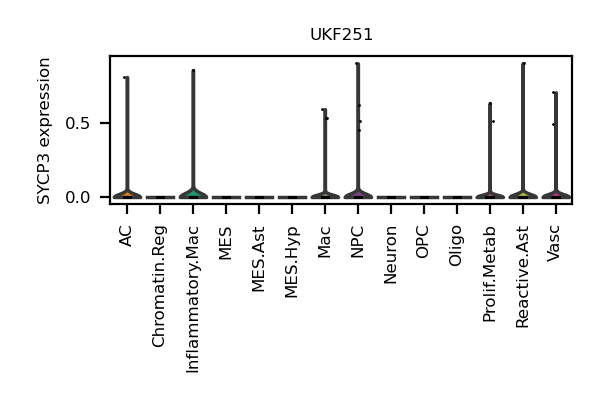 UKF251
SYCP3 expression
0.5
0.0
AC
Chromatin.Reg
Inflammatory.Mac
MES
MES.Ast
MES.Hyp
Mac
NPC
Neuron
OPC
Oligo
Prolif.Metab
Reactive.Ast
Vasc